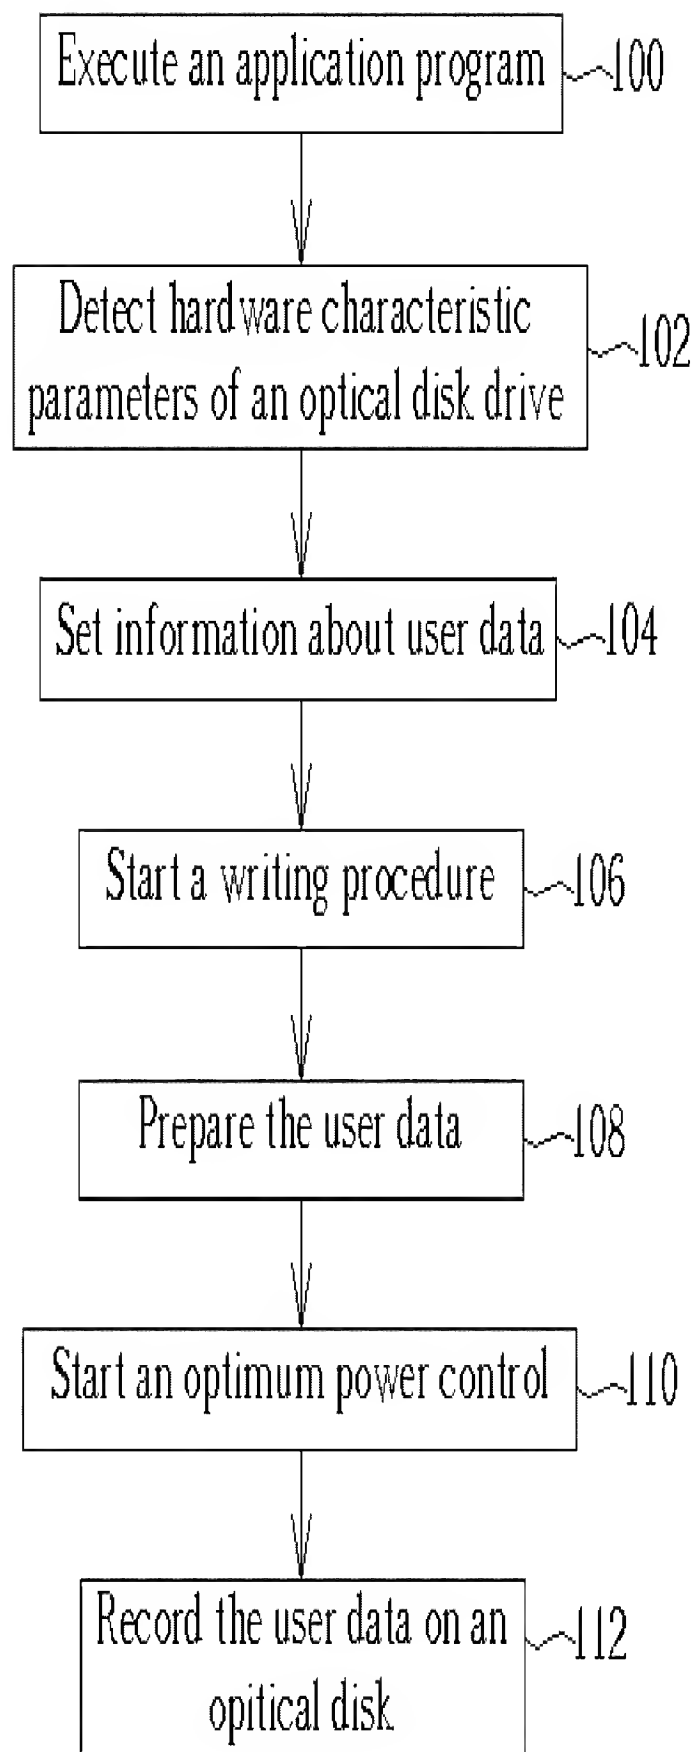 Execute an application program
100
Detect hardware characteristic
parameters of an optical disk drive
102
Set information about user data
104
Start a writing procedure
106
Prepare the user data
108
Start an optimum power control
110
Record the user data on an
opitical disk
112